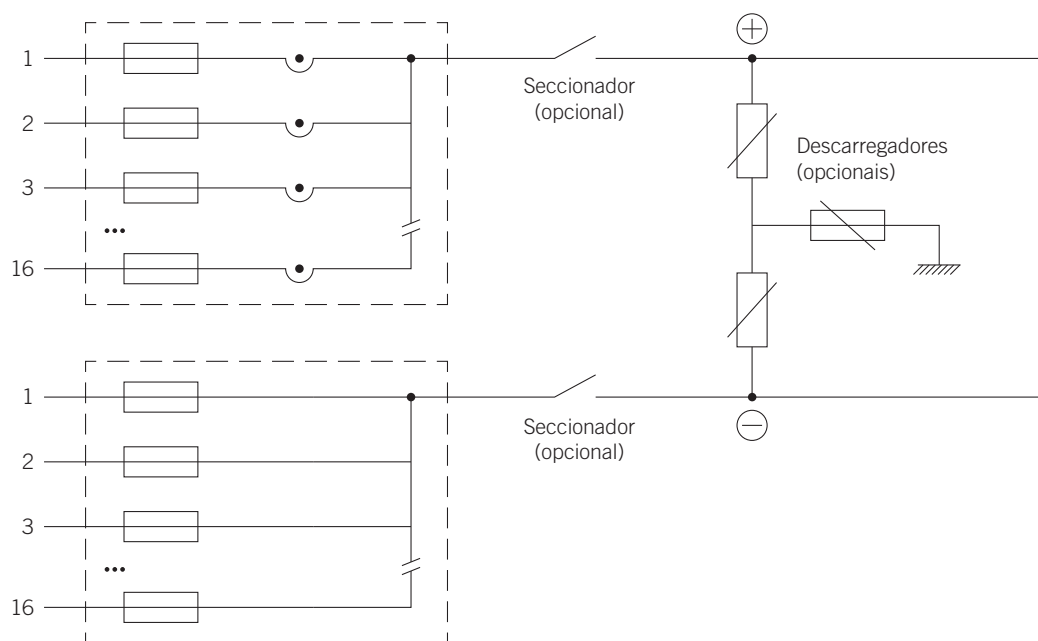 1
2
3
...
16
Seccionador
(opcional)
+
Descarregadores
(opcionais)
1
2
3
...
16
Seccionador
(opcional)
−